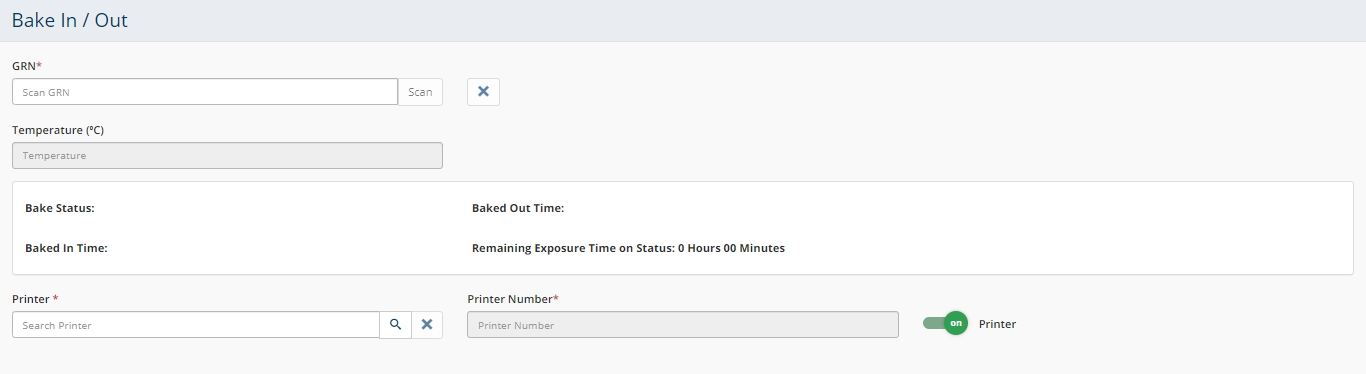 Bake In / Out
GRN*
Scan GRN Scan
Temperature (°C)
Temperature
Bake Status: Baked Out Time:
Baked In Time: Remaining Exposure Time on Status: 0 Hours 00 Minutes
Printer * Printer Number*
Search Printer Printer Number on Printer